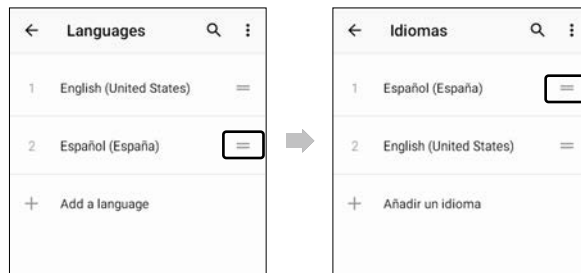 Languages
1 English (United States)
2 Español (España)
Add a language
Idiomas
1 Español (España)
2 English (United States)
Añadir un idioma